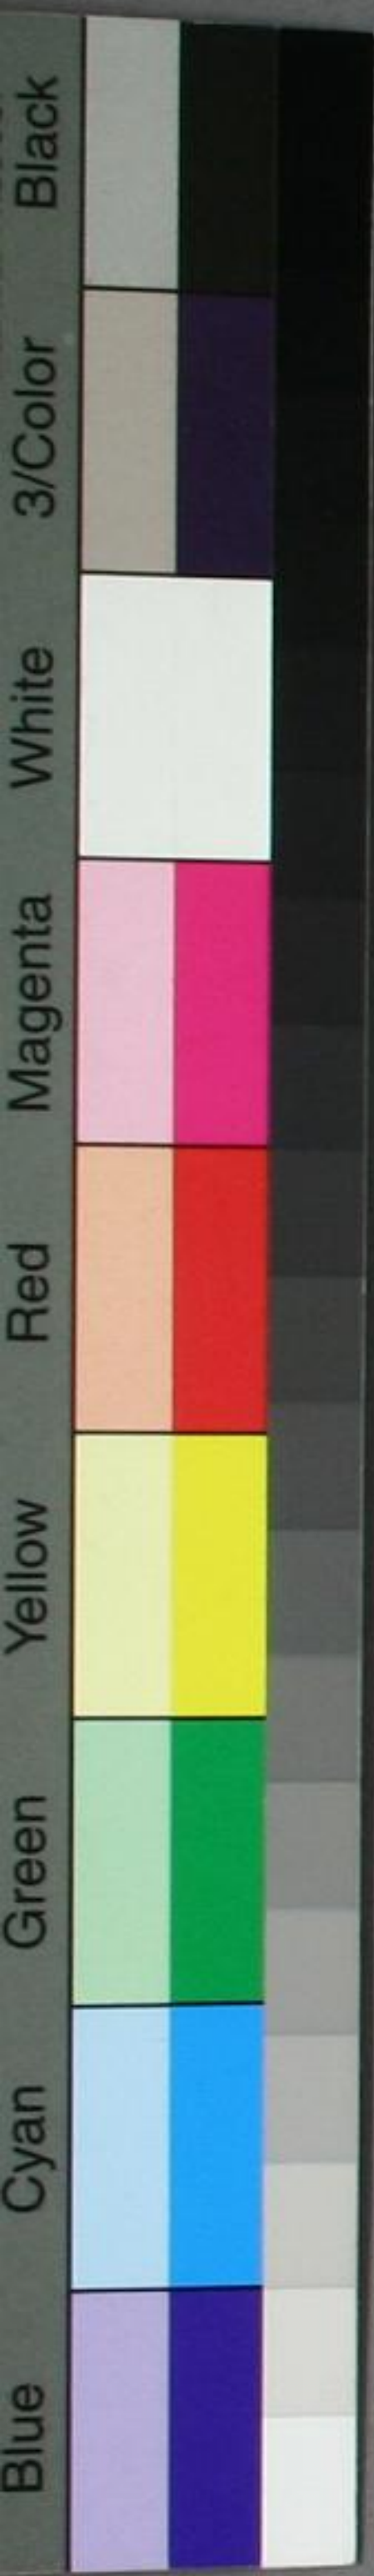 Blue
Cyan
Green
Yellow
Red
Magenta
White
3/Color
Black